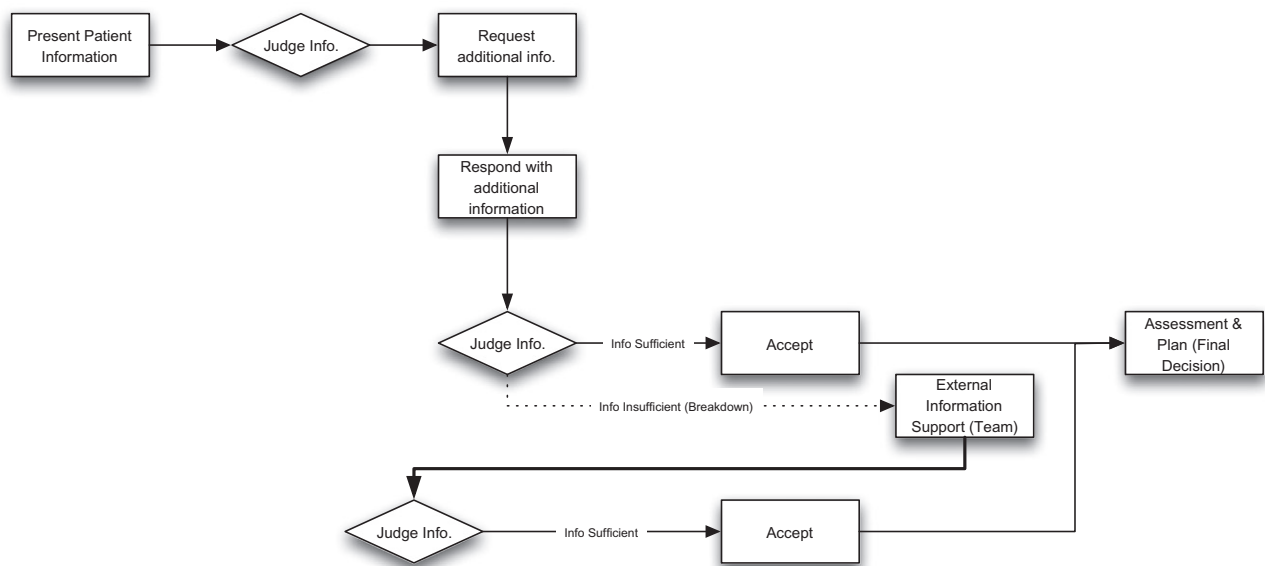 Present Patient
Information
Judge Info.
Request
additional info.
Respond with
additional
information
Judge Info.
Info Sufficient
Accept
Assessment &
Plan (Final
Decision)
Info Insufficient (Breakdown)
External
Information
Support (Team)
Judge Info.
Info Sufficient
Accept